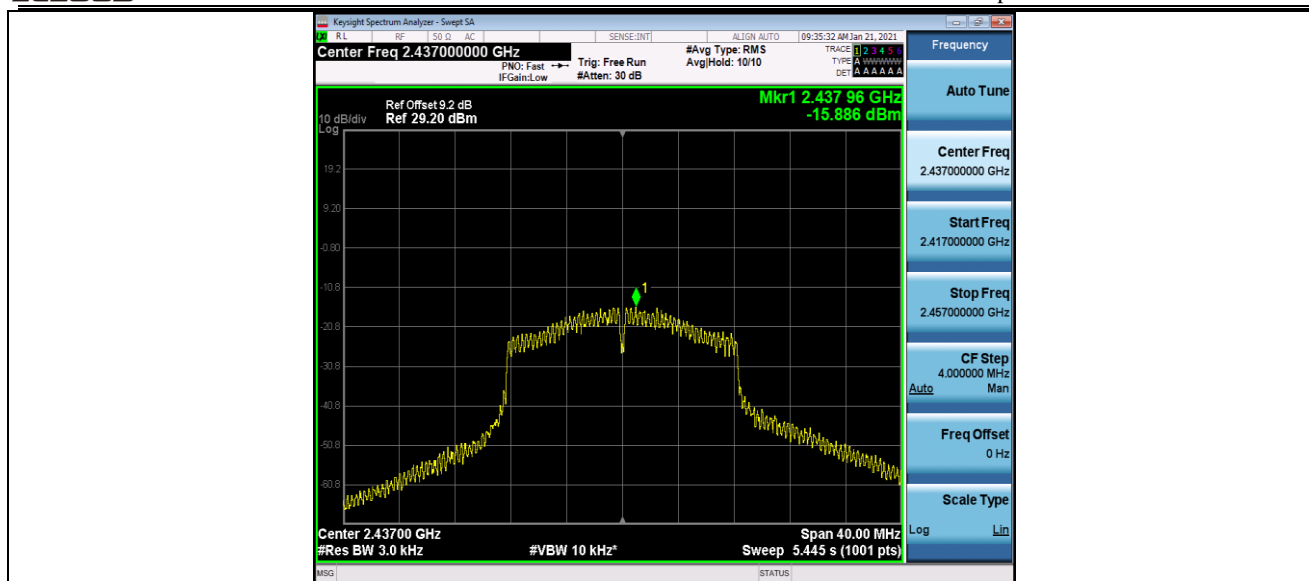 Keysight Spectrum Analyzer - Swept SA
RL RF 50 Ω AC SENSE:INT ALIGN AUTO 09:35:32 AM Jan 21, 2021
Center Freq 2.437000000 GHz #Avg Type: RMS TRACE 1 2 3 4 5 6
PNO: Fast Trig: Free Run Avg|Hold: 10/10 TYPE A WWWWW
IFGain:Low #Atten: 30 dB DET A A A A A A
Mkr1 2.437 96 GHz
-15.886 dBm
Ref Offset 9.2 dB
10 dB/div Ref 29.20 dBm
Log
19.2
9.20
-0.80
-10.8
-20.8
-30.8
-40.8
-50.8
-60.8
1
Center 2.43700 GHz Span 40.00 MHz
#Res BW 3.0 kHz #VBW 10 kHz* Sweep 5.445 s (1001 pts)
MSG STATUS
Frequency
Auto Tune
Center Freq
2.437000000 GHz
Start Freq
2.417000000 GHz
Stop Freq
2.457000000 GHz
CF Step
4.000000 MHz
Auto Man
Freq Offset
0 Hz
Scale Type
Log Lin